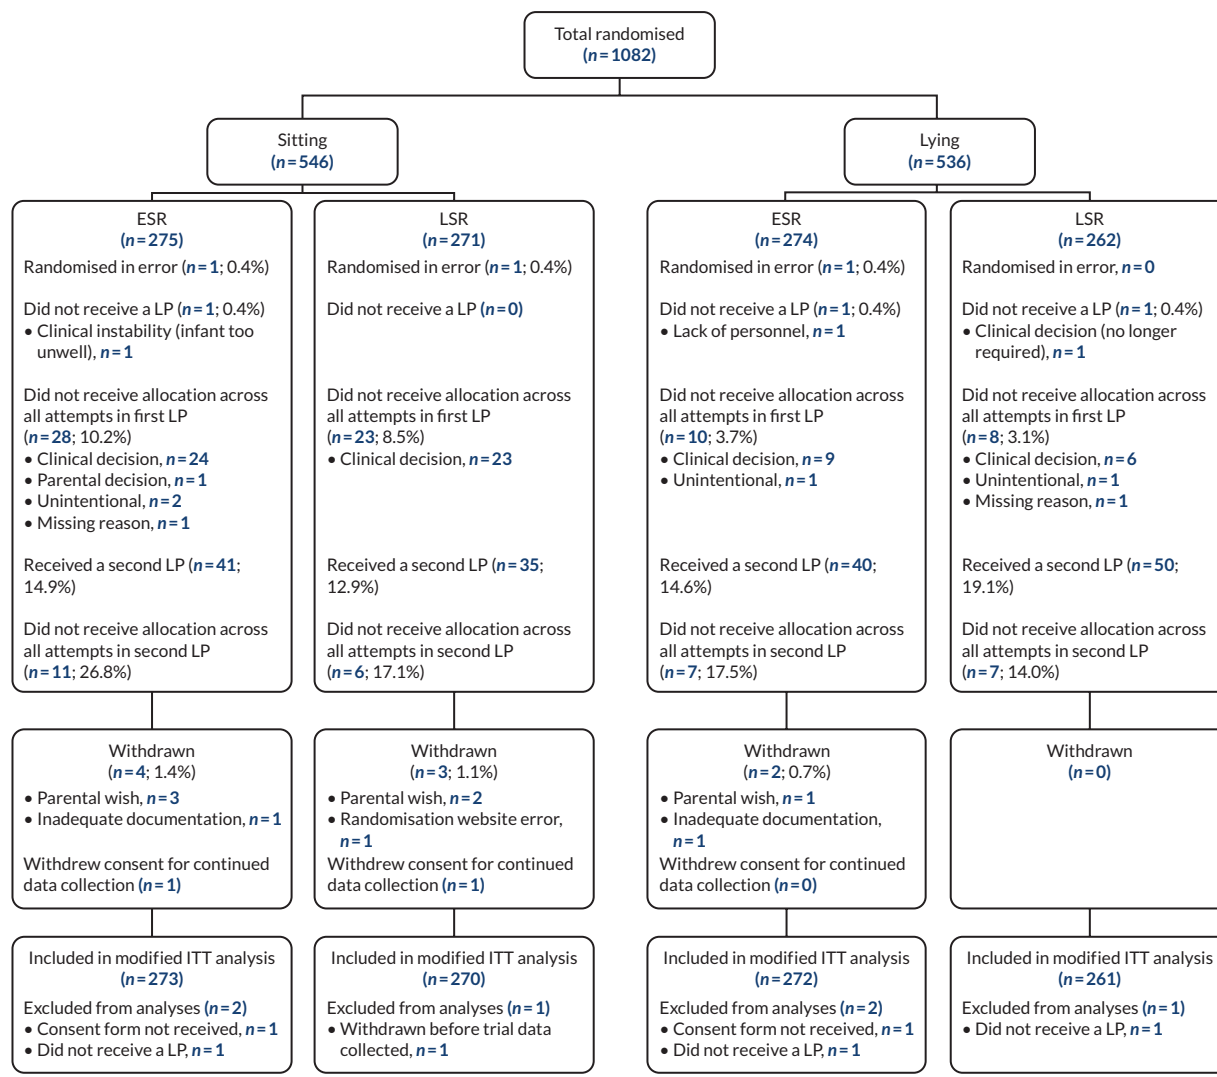 Total randomised
(n=1082)
Sitting
(n=546)
Lying
(n=536)
ESR
(n=275)
Randomised in error (n=1; 0.4%)
Did not receive a LP (n=1; 0.4%)
• Clinical instability (infant too
unwell), n=1
Did not receive allocation across
all attempts in first LP
(n=28; 10.2%)
• Clinical decision, n=24
• Parental decision, n=1
• Unintentional, n=2
• Missing reason, n=1
Received a second LP (n=41;
14.9%)
Did not receive allocation across
all attempts in second LP
(n=11; 26.8%)
LSR
(n=271)
Randomised in error (n=1; 0.4%)
Did not receive a LP (n=0)
Did not receive allocation across
all attempts in first LP
(n=23; 8.5%)
• Clinical decision, n=23
Received a second LP (n=35;
12.9%)
Did not receive allocation across
all attempts in second LP
(n=6; 17.1%)
ESR
(n=274)
Randomised in error (n=1; 0.4%)
Did not receive a LP (n=1; 0.4%)
• Lack of personnel, n=1
Did not receive allocation across
all attempts in first LP
(n=10; 3.7%)
• Clinical decision, n=9
• Unintentional, n=1
Received a second LP (n=40;
14.6%)
Did not receive allocation across
all attempts in second LP
(n=7; 17.5%)
LSR
(n=262)
Randomised in error, n=0
Did not receive a LP (n=1; 0.4%)
• Clinical decision (no longer
required), n=1
Did not receive allocation across
all attempts in first LP
(n=8; 3.1%)
• Clinical decision, n=6
• Unintentional, n=1
• Missing reason, n=1
Received a second LP (n=50;
19.1%)
Did not receive allocation across
all attempts in second LP
(n=7; 14.0%)
Withdrawn
(n=4; 1.4%)
• Parental wish, n=3
• Inadequate documentation, n=1
Withdrew consent for continued
data collection (n=1)
Withdrawn
(n=3; 1.1%)
• Parental wish, n=2
• Randomisation website error,
n=1
Withdrew consent for continued
data collection (n=1)
Withdrawn
(n=2; 0.7%)
• Parental wish, n=1
• Inadequate documentation,
n=1
Withdrew consent for continued
data collection (n=0)
Withdrawn
(n=0)
Included in modified ITT analysis
(n=273)
Excluded from analyses (n=2)
• Consent form not received, n=1
• Did not receive a LP, n=1
Included in modified ITT analysis
(n=270)
Excluded from analyses (n=1)
• Withdrawn before trial data
collected, n=1
Included in modified ITT analysis
(n=272)
Excluded from analyses (n=2)
• Consent form not received, n=1
• Did not receive a LP, n=1
Included in modified ITT analysis
(n=261)
Excluded from analyses (n=1)
• Did not receive a LP, n=1